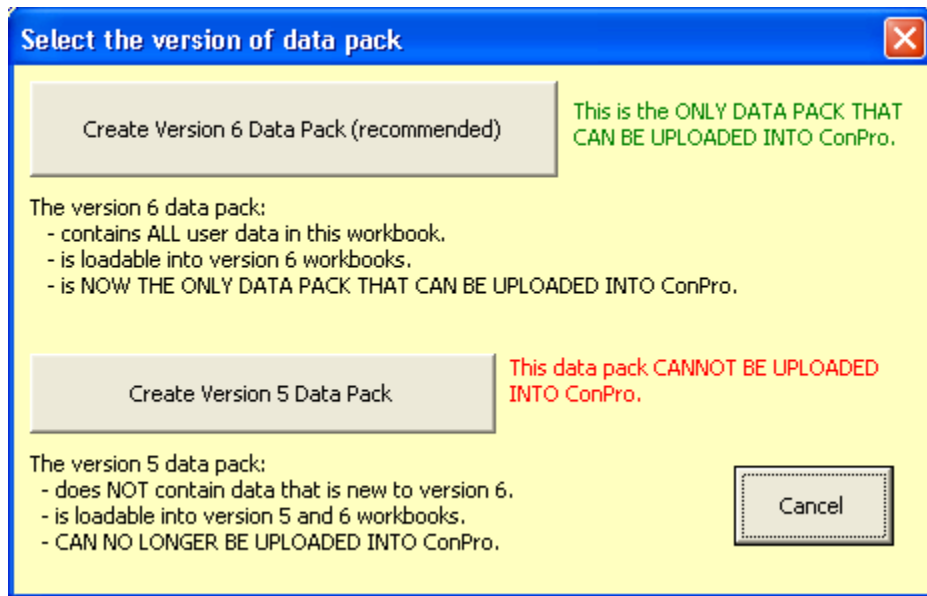 Select the version of data pack
Create Version 6 Data Pack (recommended)
This is the ONLY DATA PACK THAT
CAN BE UPLOADED INTO ConPro.
The version 6 data pack:
- contains ALL user data in this workbook.
- is loadable into version 6 workbooks.
- is NOW THE ONLY DATA PACK THAT CAN BE UPLOADED INTO ConPro.
Create Version 5 Data Pack
This data pack CANNOT BE UPLOADED
INTO ConPro.
The version 5 data pack:
- does NOT contain data that is new to version 6.
- is loadable into version 5 and 6 workbooks.
- CAN NO LONGER BE UPLOADED INTO ConPro.
Cancel